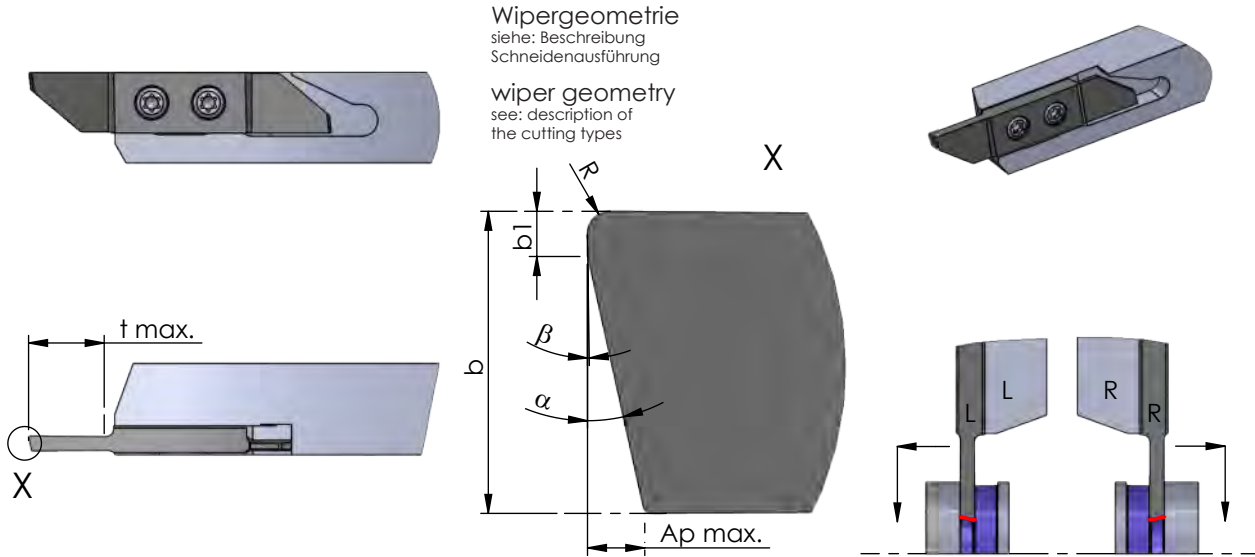 Wipergeometrie
siehe: Beschreibung
Schneidenausführung
wiper geometry
see: description of
the cutting types
X
R
b1
b
β
α
Ap max.
t max.
X
L
L
R
R